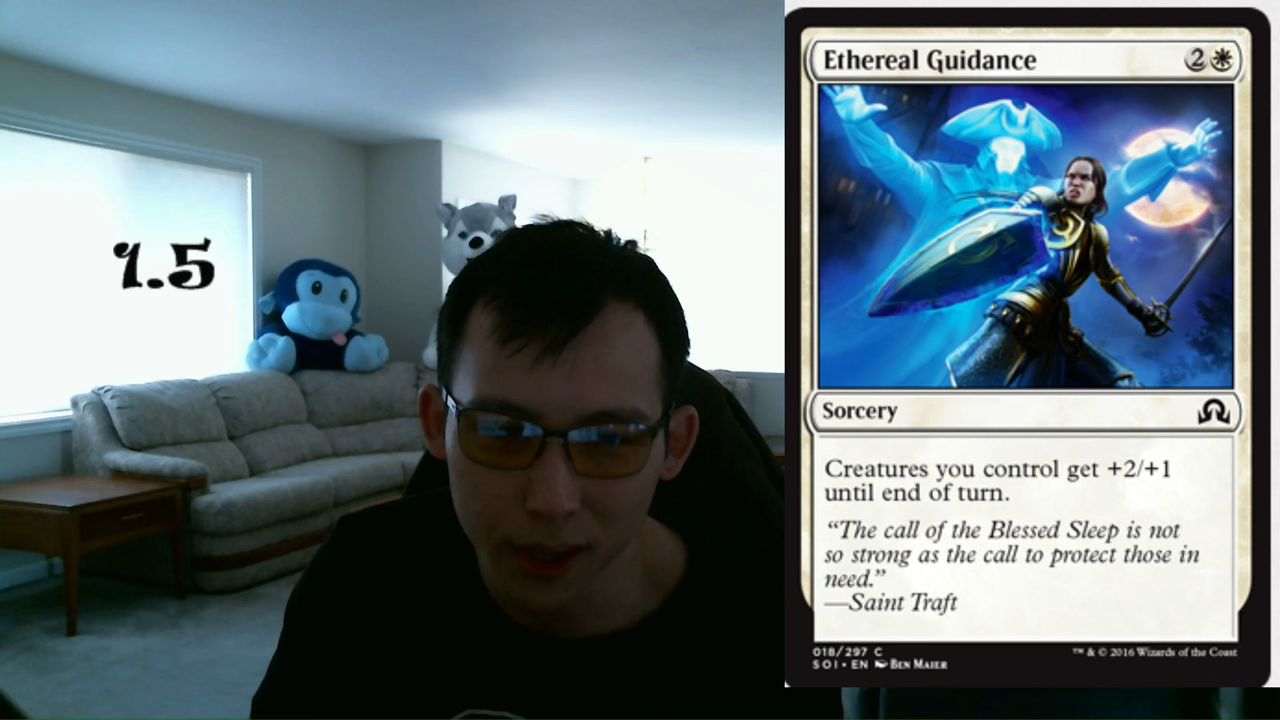 1.5
Ethereal Guidance
2
Sorcery
Creatures you control get +2/+1
until end of turn.
“The call of the Blessed Sleep is not
so strong as the call to protect those in
need.”
—Saint Traft
018/297 C
SOI • EN Ben Maier
™ & © 2016 Wizards of the Coast